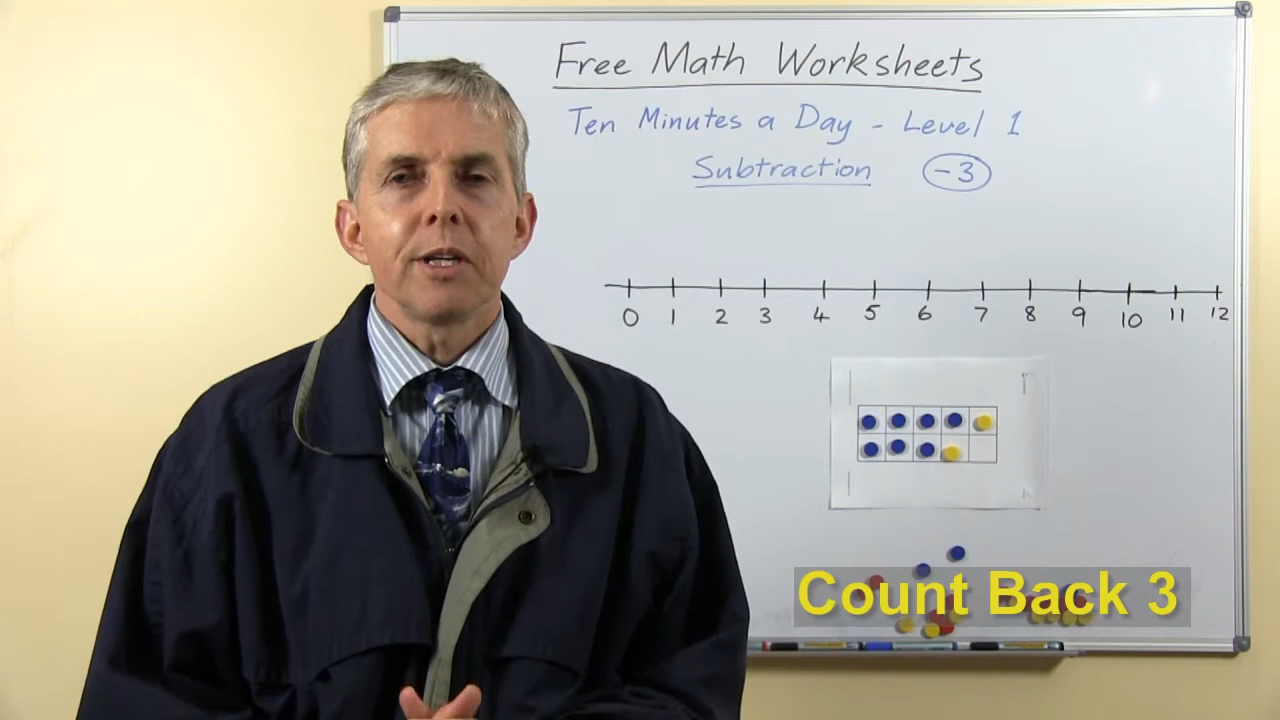 Free Math Worksheets
Ten Minutes a Day - Level 1
Subtraction -3
0 1 2 3 4 5 6 7 8 9 10 11 12
Count Back 3